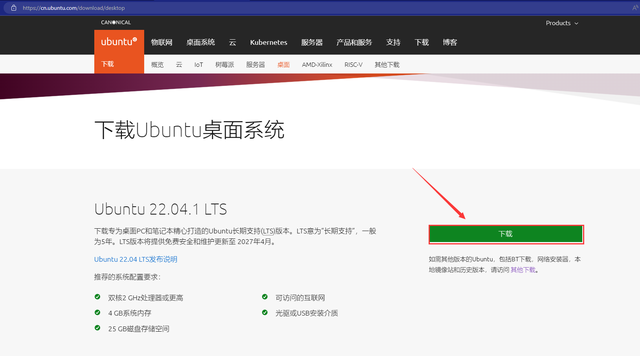 https://cn.ubuntu.com/download/desktop
CANONICAL
Products
ubuntu
物联网 桌面系统 云 Kubernetes 服务器 产品和服务 支持 下载 博客
下载 概览 云 IoT 树莓派 服务器 桌面 AMD-Xilinx RISC-V 其他下载
下载Ubuntu桌面系统
Ubuntu 22.04.1 LTS
下载专为桌面PC和笔记本精心打造的Ubuntu长期支持(LTS)版本。LTS意为“长期支持”，一般
为5年。LTS版本将提供免费安全和维护更新至 2027年4月。
Ubuntu 22.04 LTS发布说明
推荐的系统配置要求：
双核2 GHz处理器或更高
4 GB系统内存
25 GB磁盘存储空间
可访问的互联网
光驱或USB安装介质
下载
如需其他版本的Ubuntu，包括BT下载，网络安装器，本
地镜像站和历史版本，请访问 其他下载。